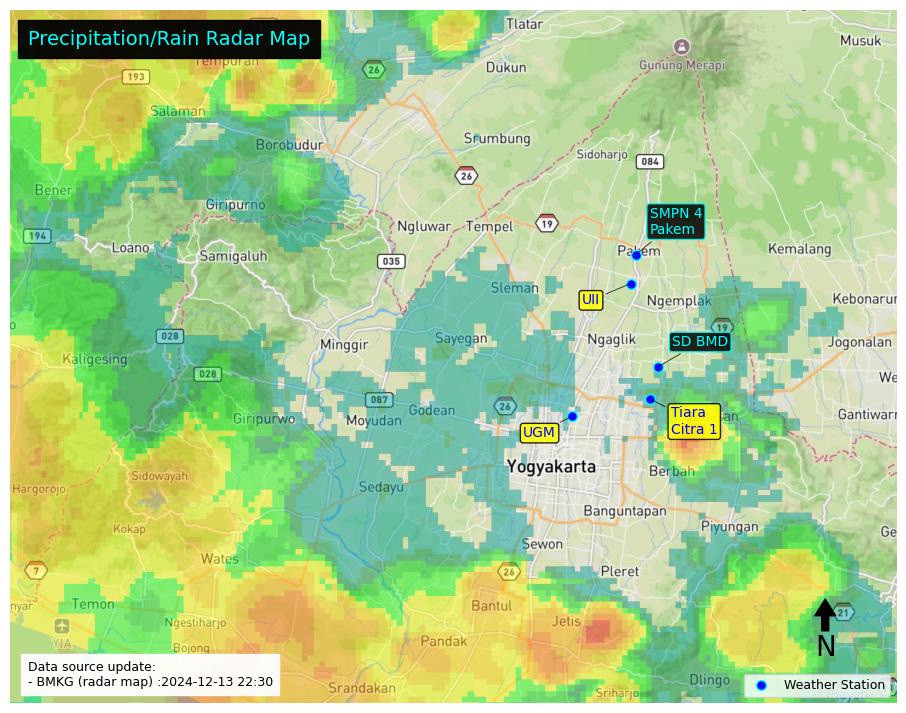 Precipitation/Rain Radar Map
Tlatar
Musuk
Tempuran
Dukun
Gunung Merapi
26
193
Salaman
Srumbung
Borobudur
Sidoharjo
084
26
Bener
Giripurno
SMPN 4
Pakem
Ngluwar
Tempel
19
194
Loano
Samigaluh
035
Pakem
Kemalang
Sleman
UII
Ngemplak
19
028
Minggir
Sayegan
Ngaglik
SD BMD
Jogonalan
Kaligesing
028
087
Godean
26
Giripurwo
Moyudan
Tiara
Citra 1
UGM
Yogyakarta
Berbah
Sidowayah
Hargorojo
Sedayu
Kokap
Banguntapan
Piyungan
Sewon
Wates
7
26
Pleret
Temon
Bantul
21
YIA
Ngestiharjo
Jetis
Bojong
Pandak
N
Data source update:
- BMKG (radar map) :2024-12-13 22:30
Srandakan
Sriharjo
Dlingo
Weather Station